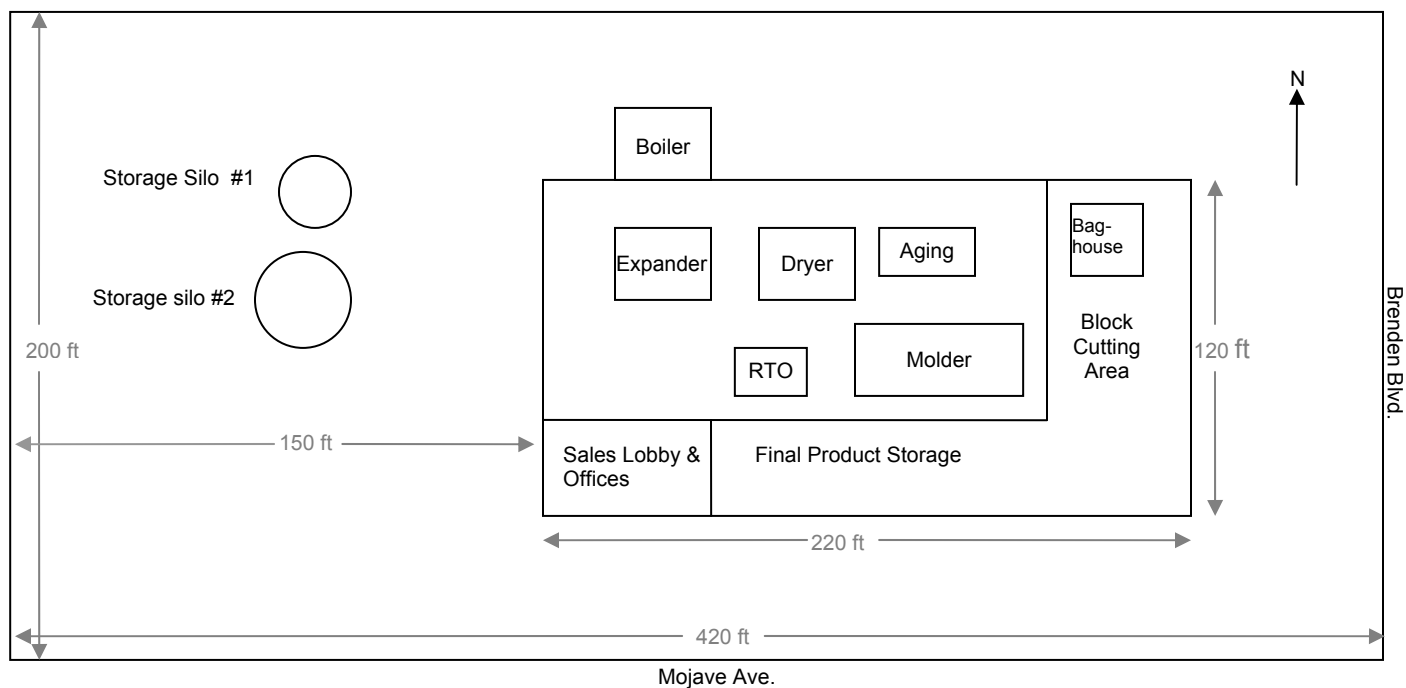 N
Boiler
Storage Silo #1
Bag-
house
Expander
Dryer
Aging
Storage silo #2
Block
Cutting
Area
Brenden Blvd.
200 ft
120 ft
RTO
Molder
150 ft
Sales Lobby &
Offices
Final Product Storage
220 ft
420 ft
Mojave Ave.